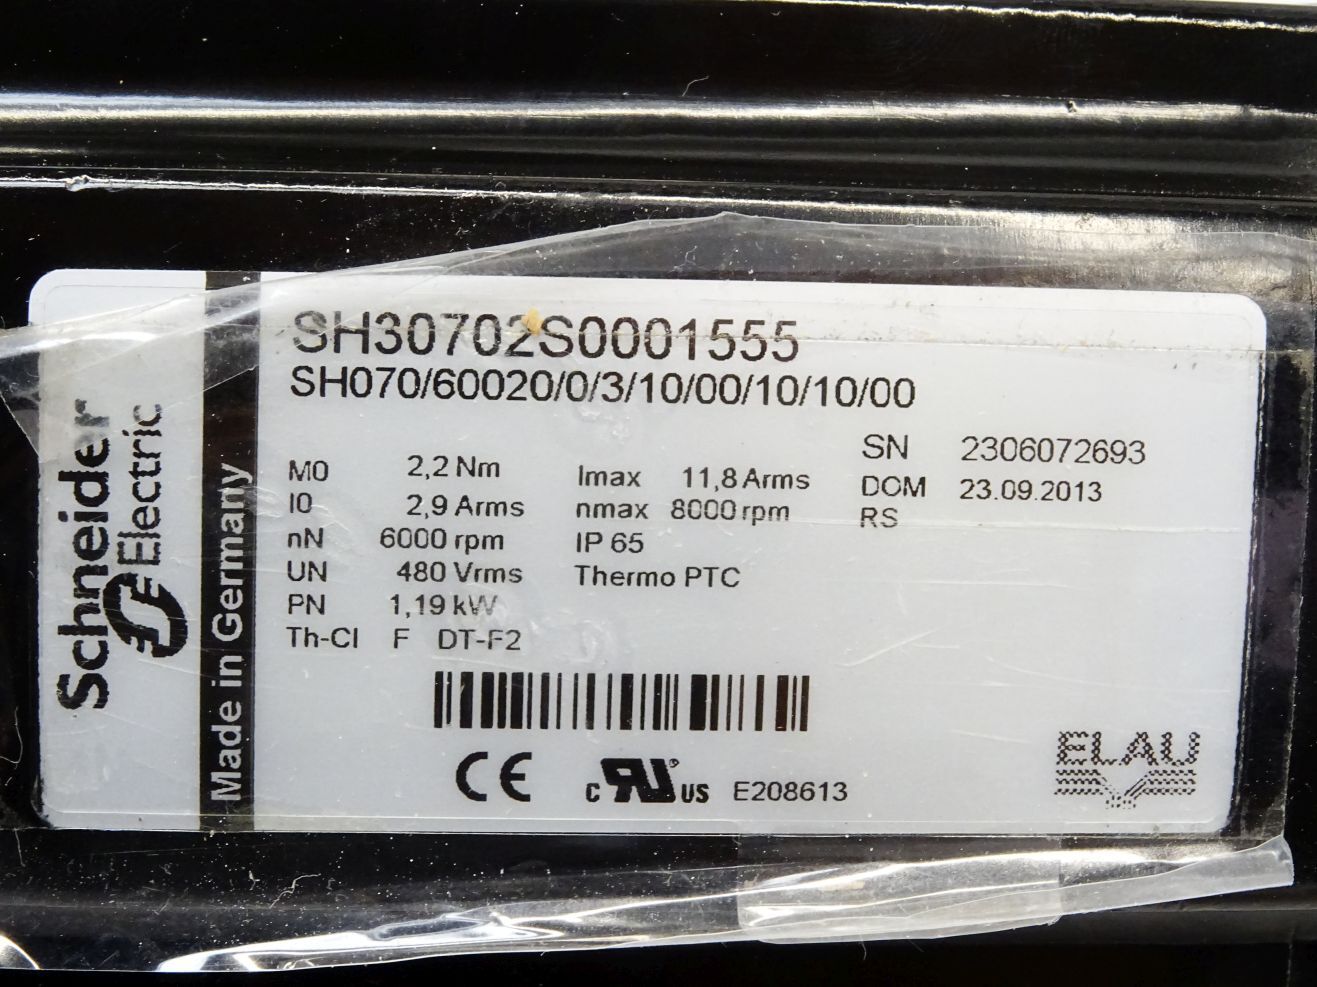 SH30702S0001555
SH070/60020/0/3/10/00/10/10/00
Schneider
Electric
Made in Germany
M0 2,2 Nm
I0 2,9 Arms
nN 6000 rpm
UN 480 Vrms
PN 1,19 kW
Th-Cl F DT-F2
Imax 11,8 Arms
nmax 8000 rpm
IP 65
Thermo PTC
SN 2306072693
DOM 23.09.2013
RS
CE
c RU US E208613
ELAU